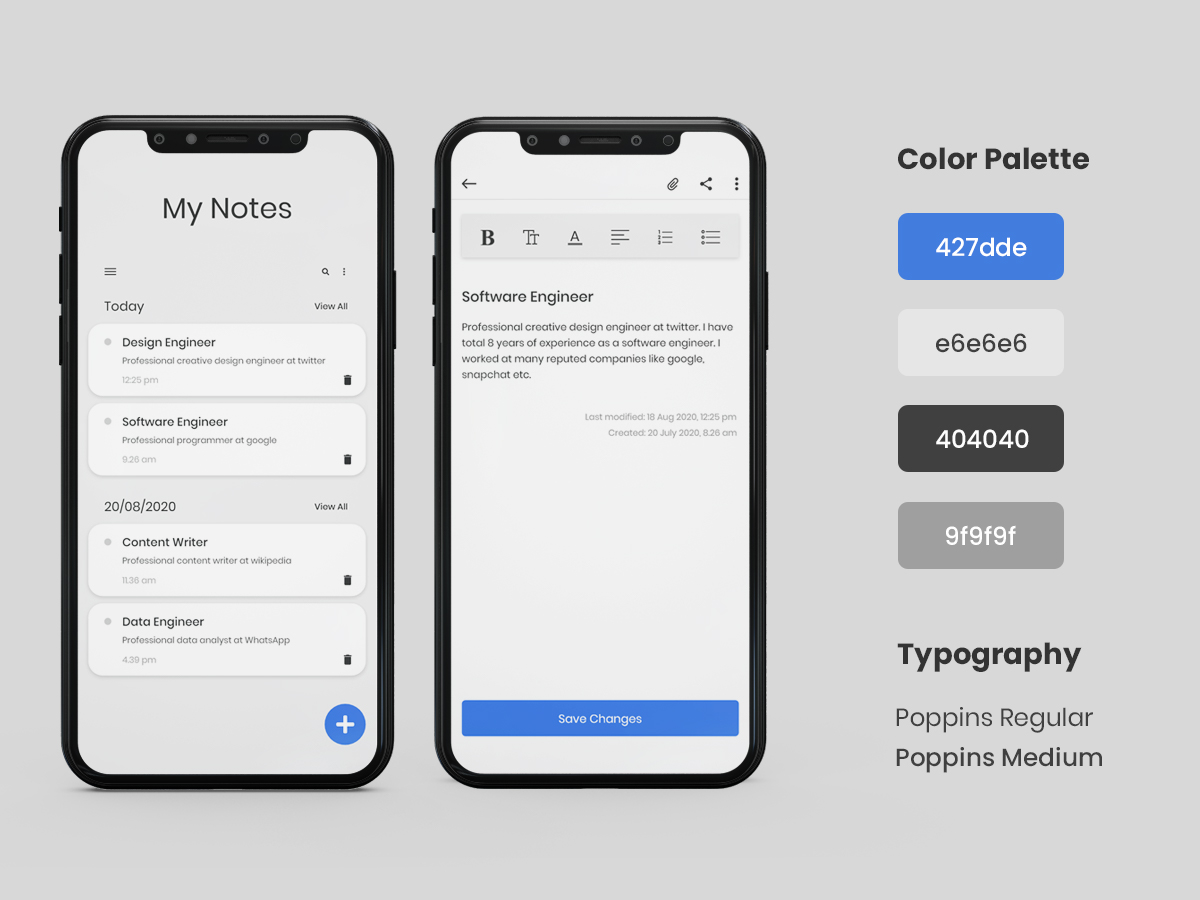 My Notes
Today
View All
Design Engineer
Professional creative design engineer at twitter
12:25 pm
Software Engineer
Professional programmer at google
9.26 am
20/08/2020
View All
Content Writer
Professional content writer at wikipedia
11.36 am
Data Engineer
Professional data analyst at WhatsApp
4.39 pm
B
Tt
A
Software Engineer
Professional creative design engineer at twitter. I have
total 8 years of experience as a software engineer. I
worked at many reputed companies like google,
snapchat etc.
Last modified: 18 Aug 2020, 12:25 pm
Created: 20 July 2020, 8.26 am
Save Changes
Color Palette
427dde
e6e6e6
404040
9f9f9f
Typography
Poppins Regular
Poppins Medium